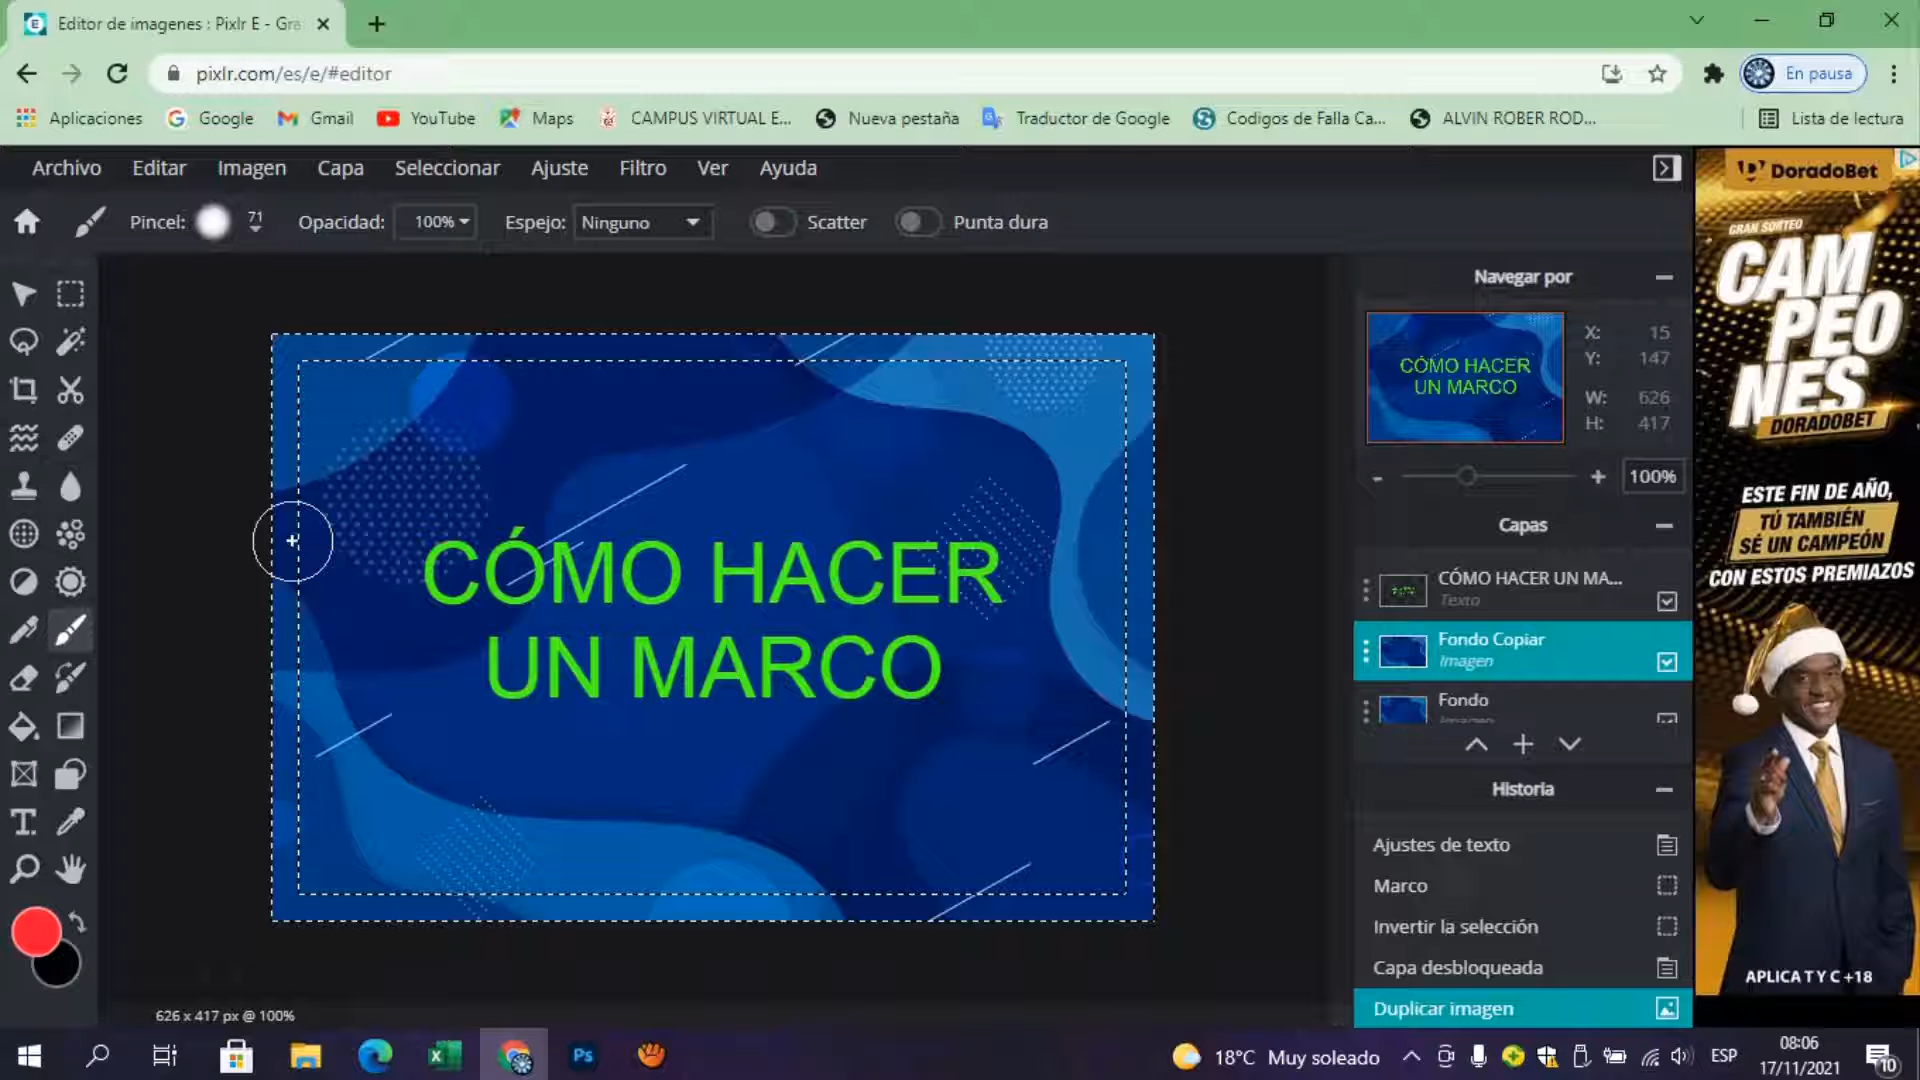 Editor de imagenes : Pixlr E - Gra
pixlr.com/es/e/#editor
En pausa
Aplicaciones
Google
Gmail
YouTube
Maps
CAMPUS VIRTUAL E...
Nueva pestaña
Traductor de Google
Codigos de Falla Ca...
ALVIN ROBER ROD...
Lista de lectura
Archivo
Editar
Imagen
Capa
Seleccionar
Ajuste
Filtro
Ver
Ayuda
Pincel:
71
Opacidad:
100%
Espejo:
Ninguno
Scatter
Punta dura
Navegar por
CÓMO HACER
UN MARCO
X: 15
Y: 147
W: 626
H: 417
100%
Capas
CÓMO HACER UN MA...
Texto
Fondo Copiar
Imagen
Fondo
Imagen
Historia
Ajustes de texto
Marco
Invertir la selección
Capa desbloqueada
Duplicar imagen
CÓMO HACER
UN MARCO
626 x 417 px @ 100%
DoradoBet
GRAN SORTEO
CAM
PEO
NES
DORADOBET
ESTE FIN DE AÑO,
TÚ TAMBIÉN
SÉ UN CAMPEÓN
CON ESTOS PREMIAZOS
APLICA T Y C +18
Ps
18°C Muy soleado
ESP
08:06
17/11/2021
10